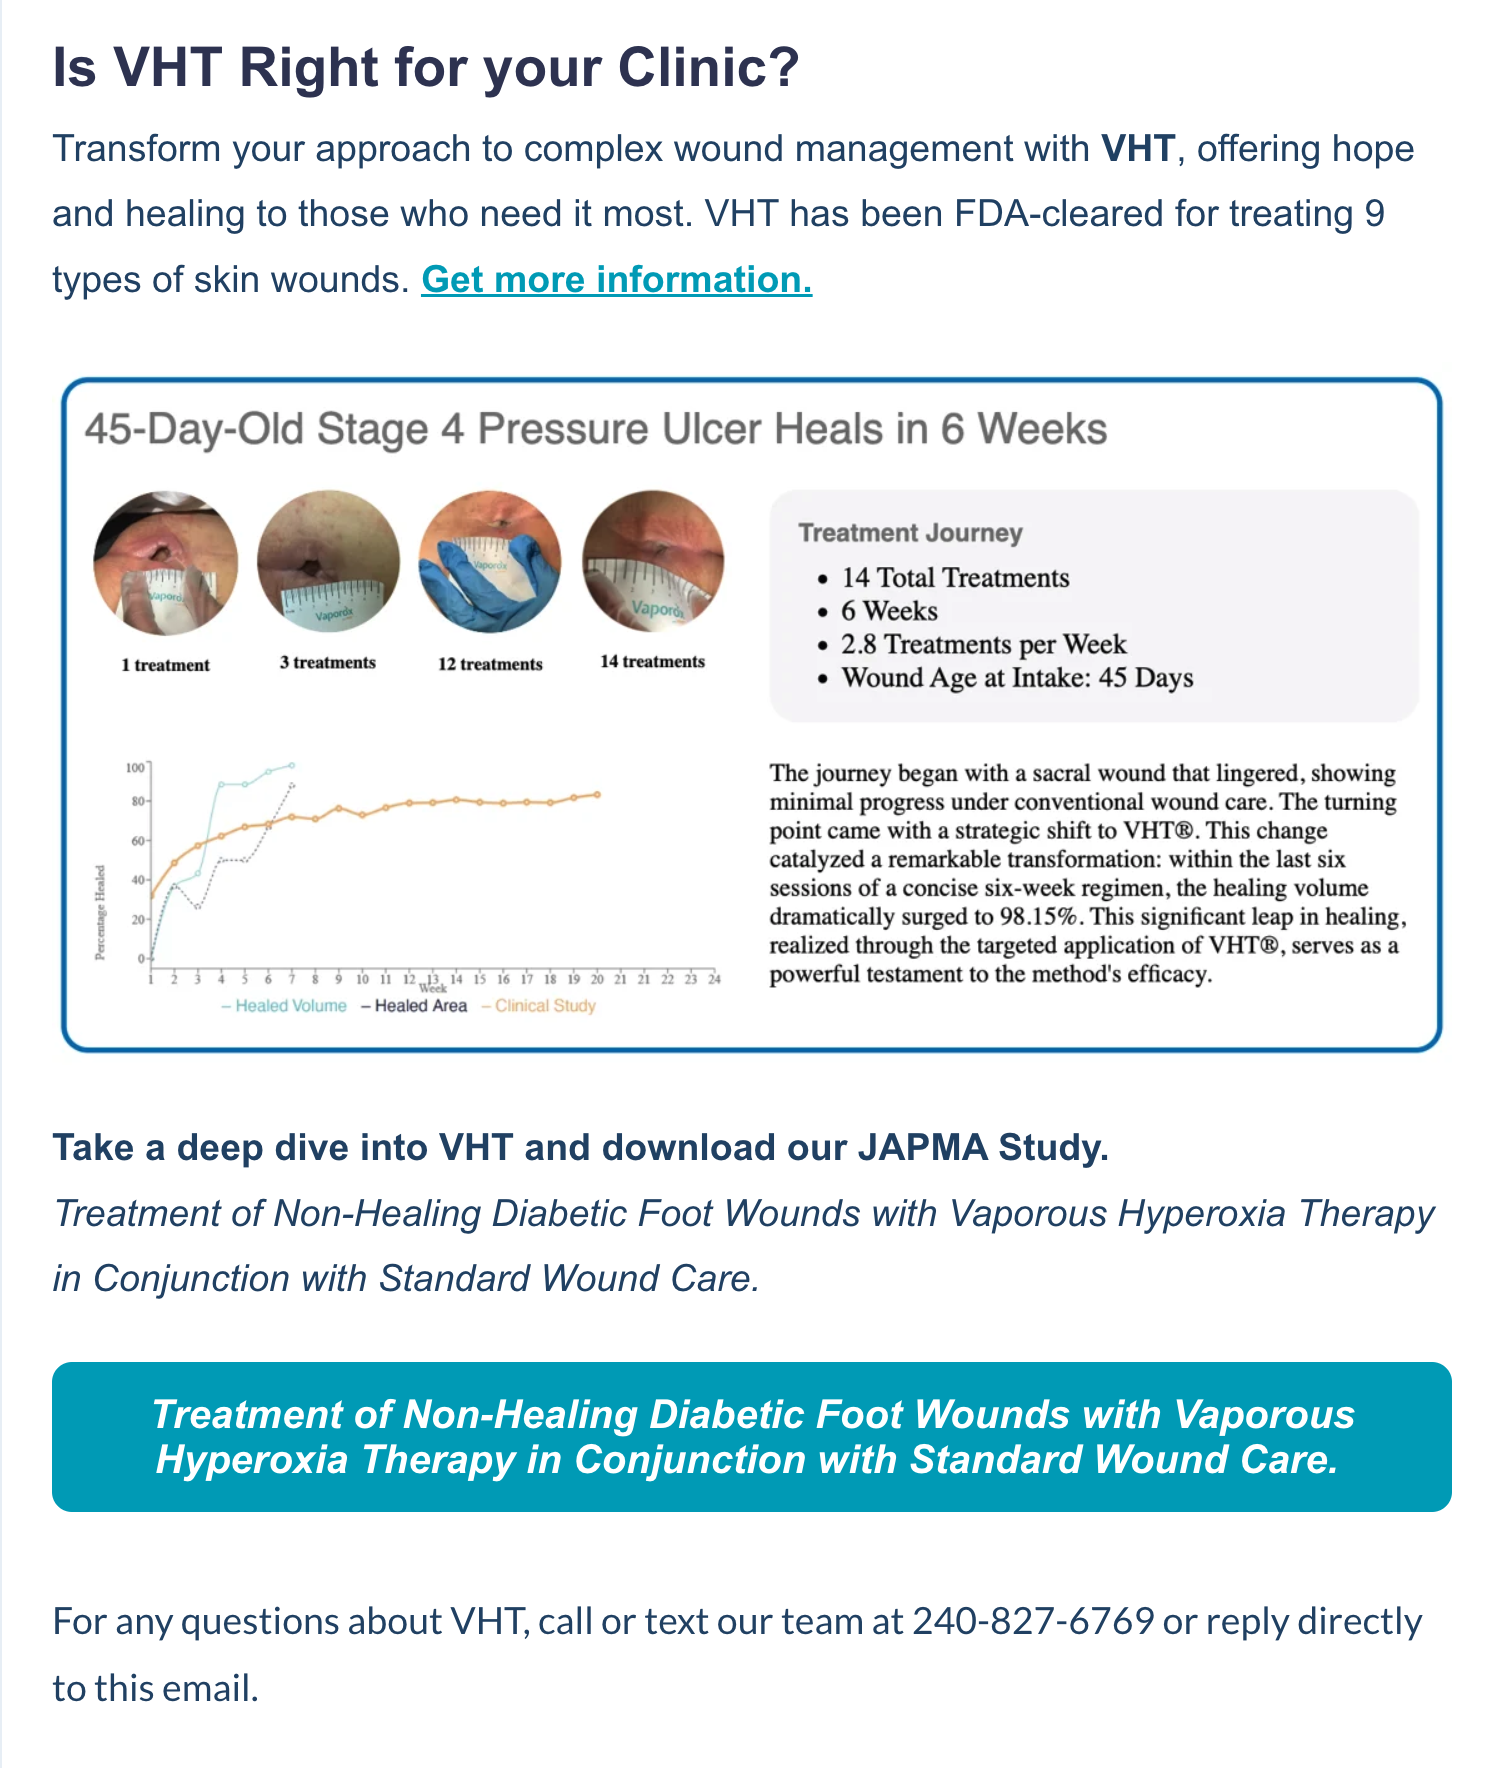 Is VHT Right for your Clinic?
Transform your approach to complex wound management with VHT, offering hope
and healing to those who need it most. VHT has been FDA-cleared for treating 9
types of skin wounds. Get more information.
45-Day-Old Stage 4 Pressure Ulcer Heals in 6 Weeks
Vaporox
Vaporox
Vaporox
Vaporox
1 treatment
3 treatments
12 treatments
14 treatments
Treatment Journey
• 14 Total Treatments
• 6 Weeks
• 2.8 Treatments per Week
• Wound Age at Intake: 45 Days
Percentage Healed
100
80
60
40
20
0
1 2 3 4 5 6 7 8 9 10 11 12 13 14 15 16 17 18 19 20 21 21 22 23 24
Week
– Healed Volume – Healed Area – Clinical Study
The journey began with a sacral wound that lingered, showing
minimal progress under conventional wound care. The turning
point came with a strategic shift to VHT®. This change
catalyzed a remarkable transformation: within the last six
sessions of a concise six-week regimen, the healing volume
dramatically surged to 98.15%. This significant leap in healing,
realized through the targeted application of VHT®, serves as a
powerful testament to the method's efficacy.
Take a deep dive into VHT and download our JAPMA Study.
Treatment of Non-Healing Diabetic Foot Wounds with Vaporous Hyperoxia Therapy
in Conjunction with Standard Wound Care.
Treatment of Non-Healing Diabetic Foot Wounds with Vaporous
Hyperoxia Therapy in Conjunction with Standard Wound Care.
For any questions about VHT, call or text our team at 240-827-6769 or reply directly
to this email.